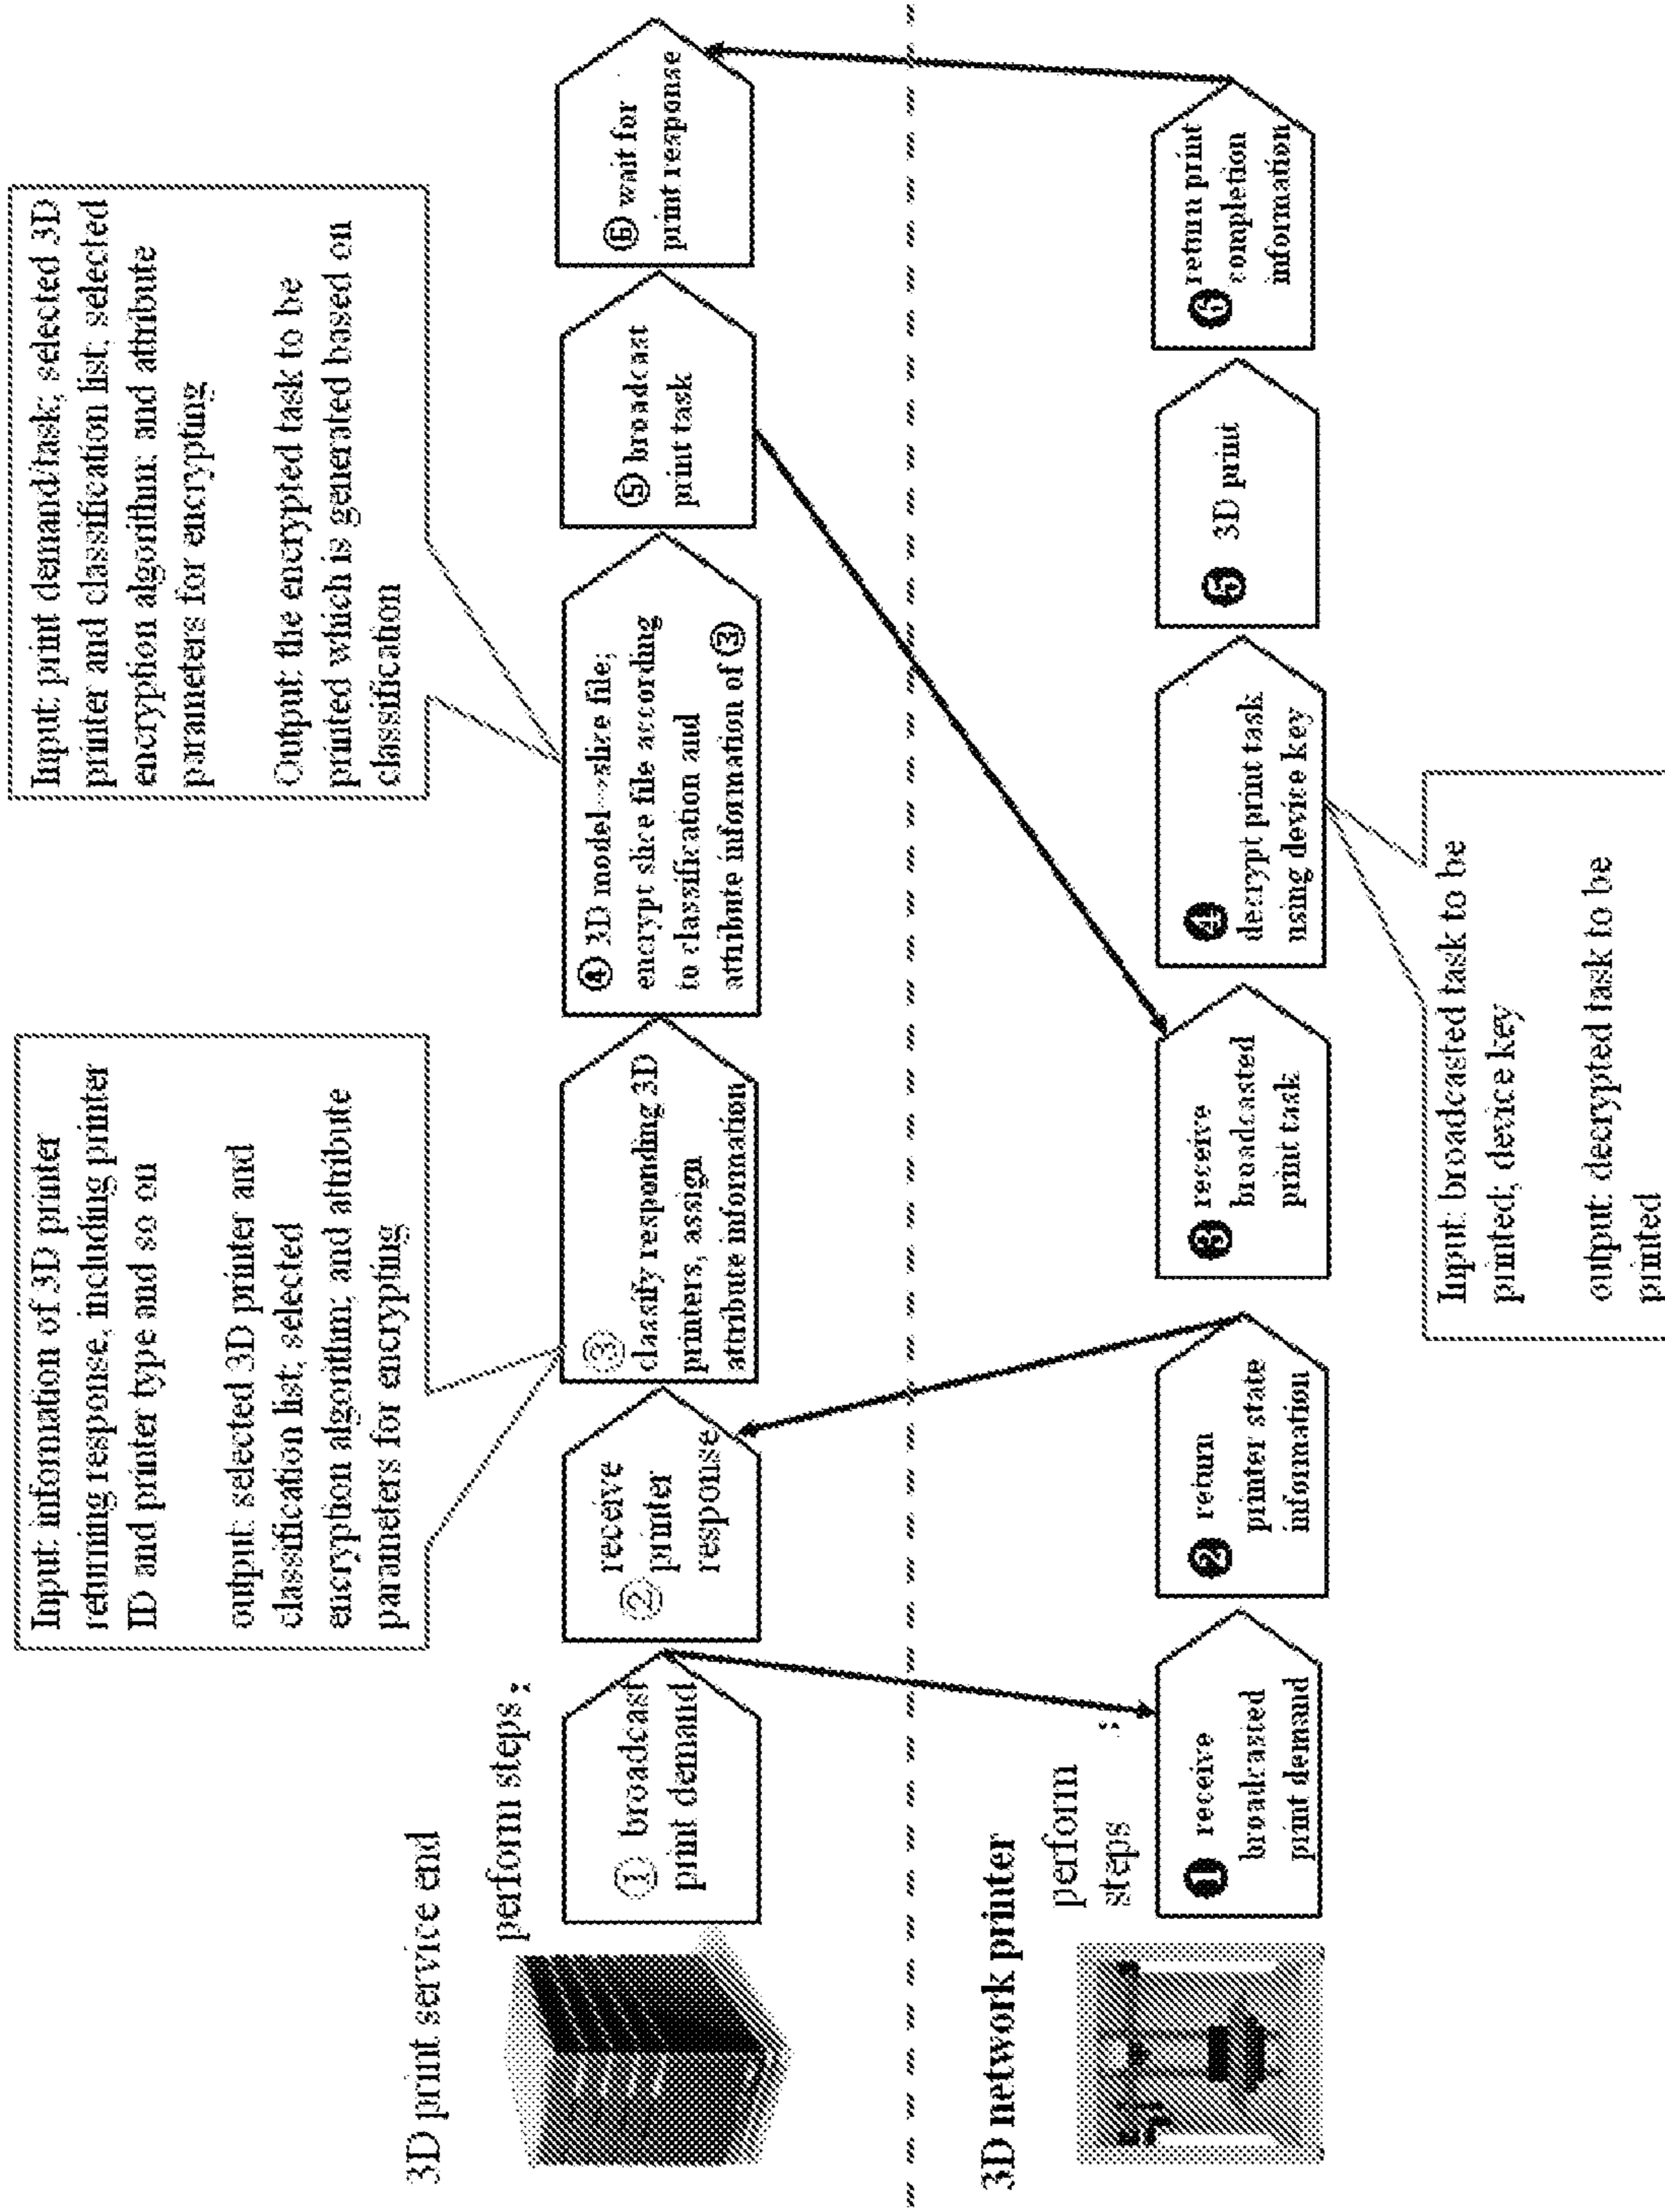 Input: information of 3D printer
returning response, including printer
ID and printer type and so on
output: selected 3D printer and
classification list; selected
encryption algorithm; and attribute
parameters for encrypting
Input: print demand/task; selected 3D
printer and classification list; selected
encryption algorithm; and attribute
parameters for encrypting
Output: the encrypted task to be
printed which is generated based on
classification
3D print service end
perform steps:
① broadcast
print demand
② receive
printer
response
③
classify responding 3D
printers, assign
attribute information
④ 3D model→slice file;
encrypt slice file according
to classification and
attribute information of ③
⑤ broadcast
print task
⑥ wait for
print response
3D network printer
perform
steps :
❶ receive
broadcasted
print demand
❷ return
printer state
information
❸ receive
broadcasted
print task
❹
decrypt print task
using device key
❺ 3D print
❻ return print
completion
information
Input: broadcasted task to be
printed; device key
output: decrypted task to be
printed